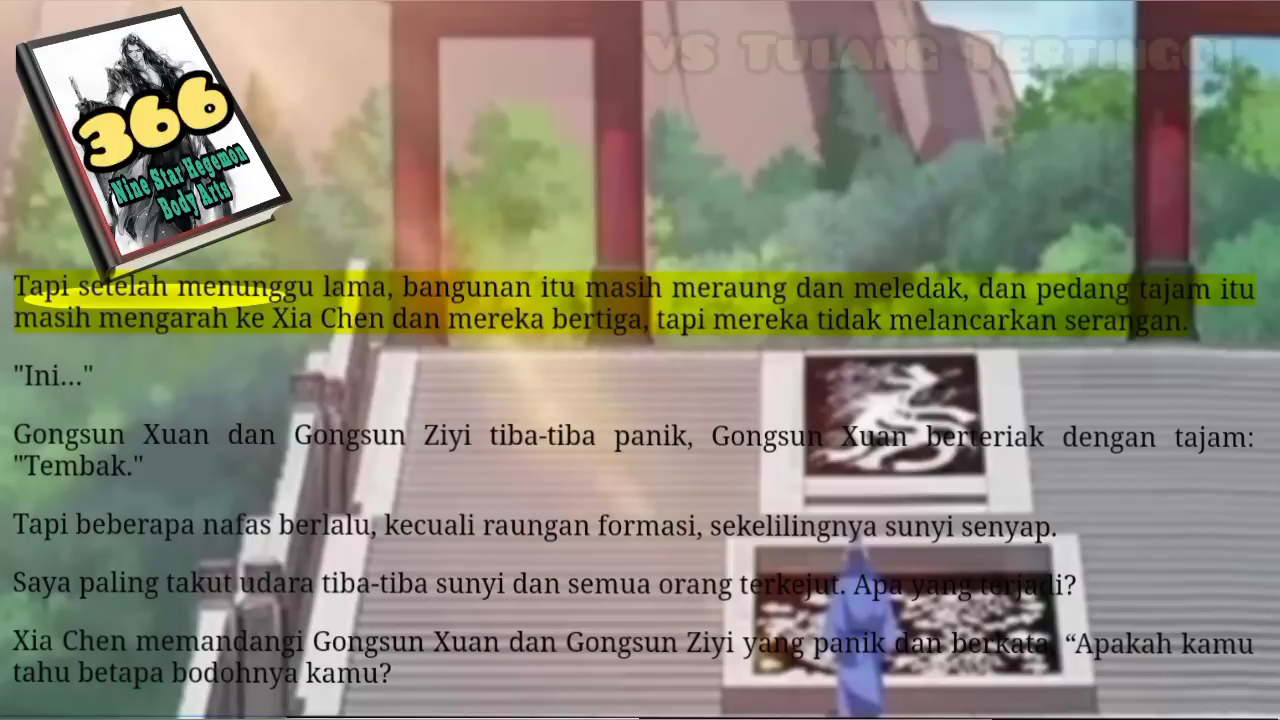 VS Tulang Tertinggi
366
Nine Star Hegemon
Body Arts
Tapi setelah menunggu lama, bangunan itu masih meraung dan meledak, dan pedang tajam itu
masih mengarah ke Xia Chen dan mereka bertiga, tapi mereka tidak melancarkan serangan.
"Ini..."
Gongsun Xuan dan Gongsun Ziyi tiba-tiba panik, Gongsun Xuan berteriak dengan tajam:
"Tembak."
Tapi beberapa nafas berlalu, kecuali raungan formasi, sekelilingnya sunyi senyap.
Saya paling takut udara tiba-tiba sunyi dan semua orang terkejut. Apa yang terjadi?
Xia Chen memandangi Gongsun Xuan dan Gongsun Ziyi yang panik dan berkata, “Apakah kamu
tahu betapa bodohnya kamu?